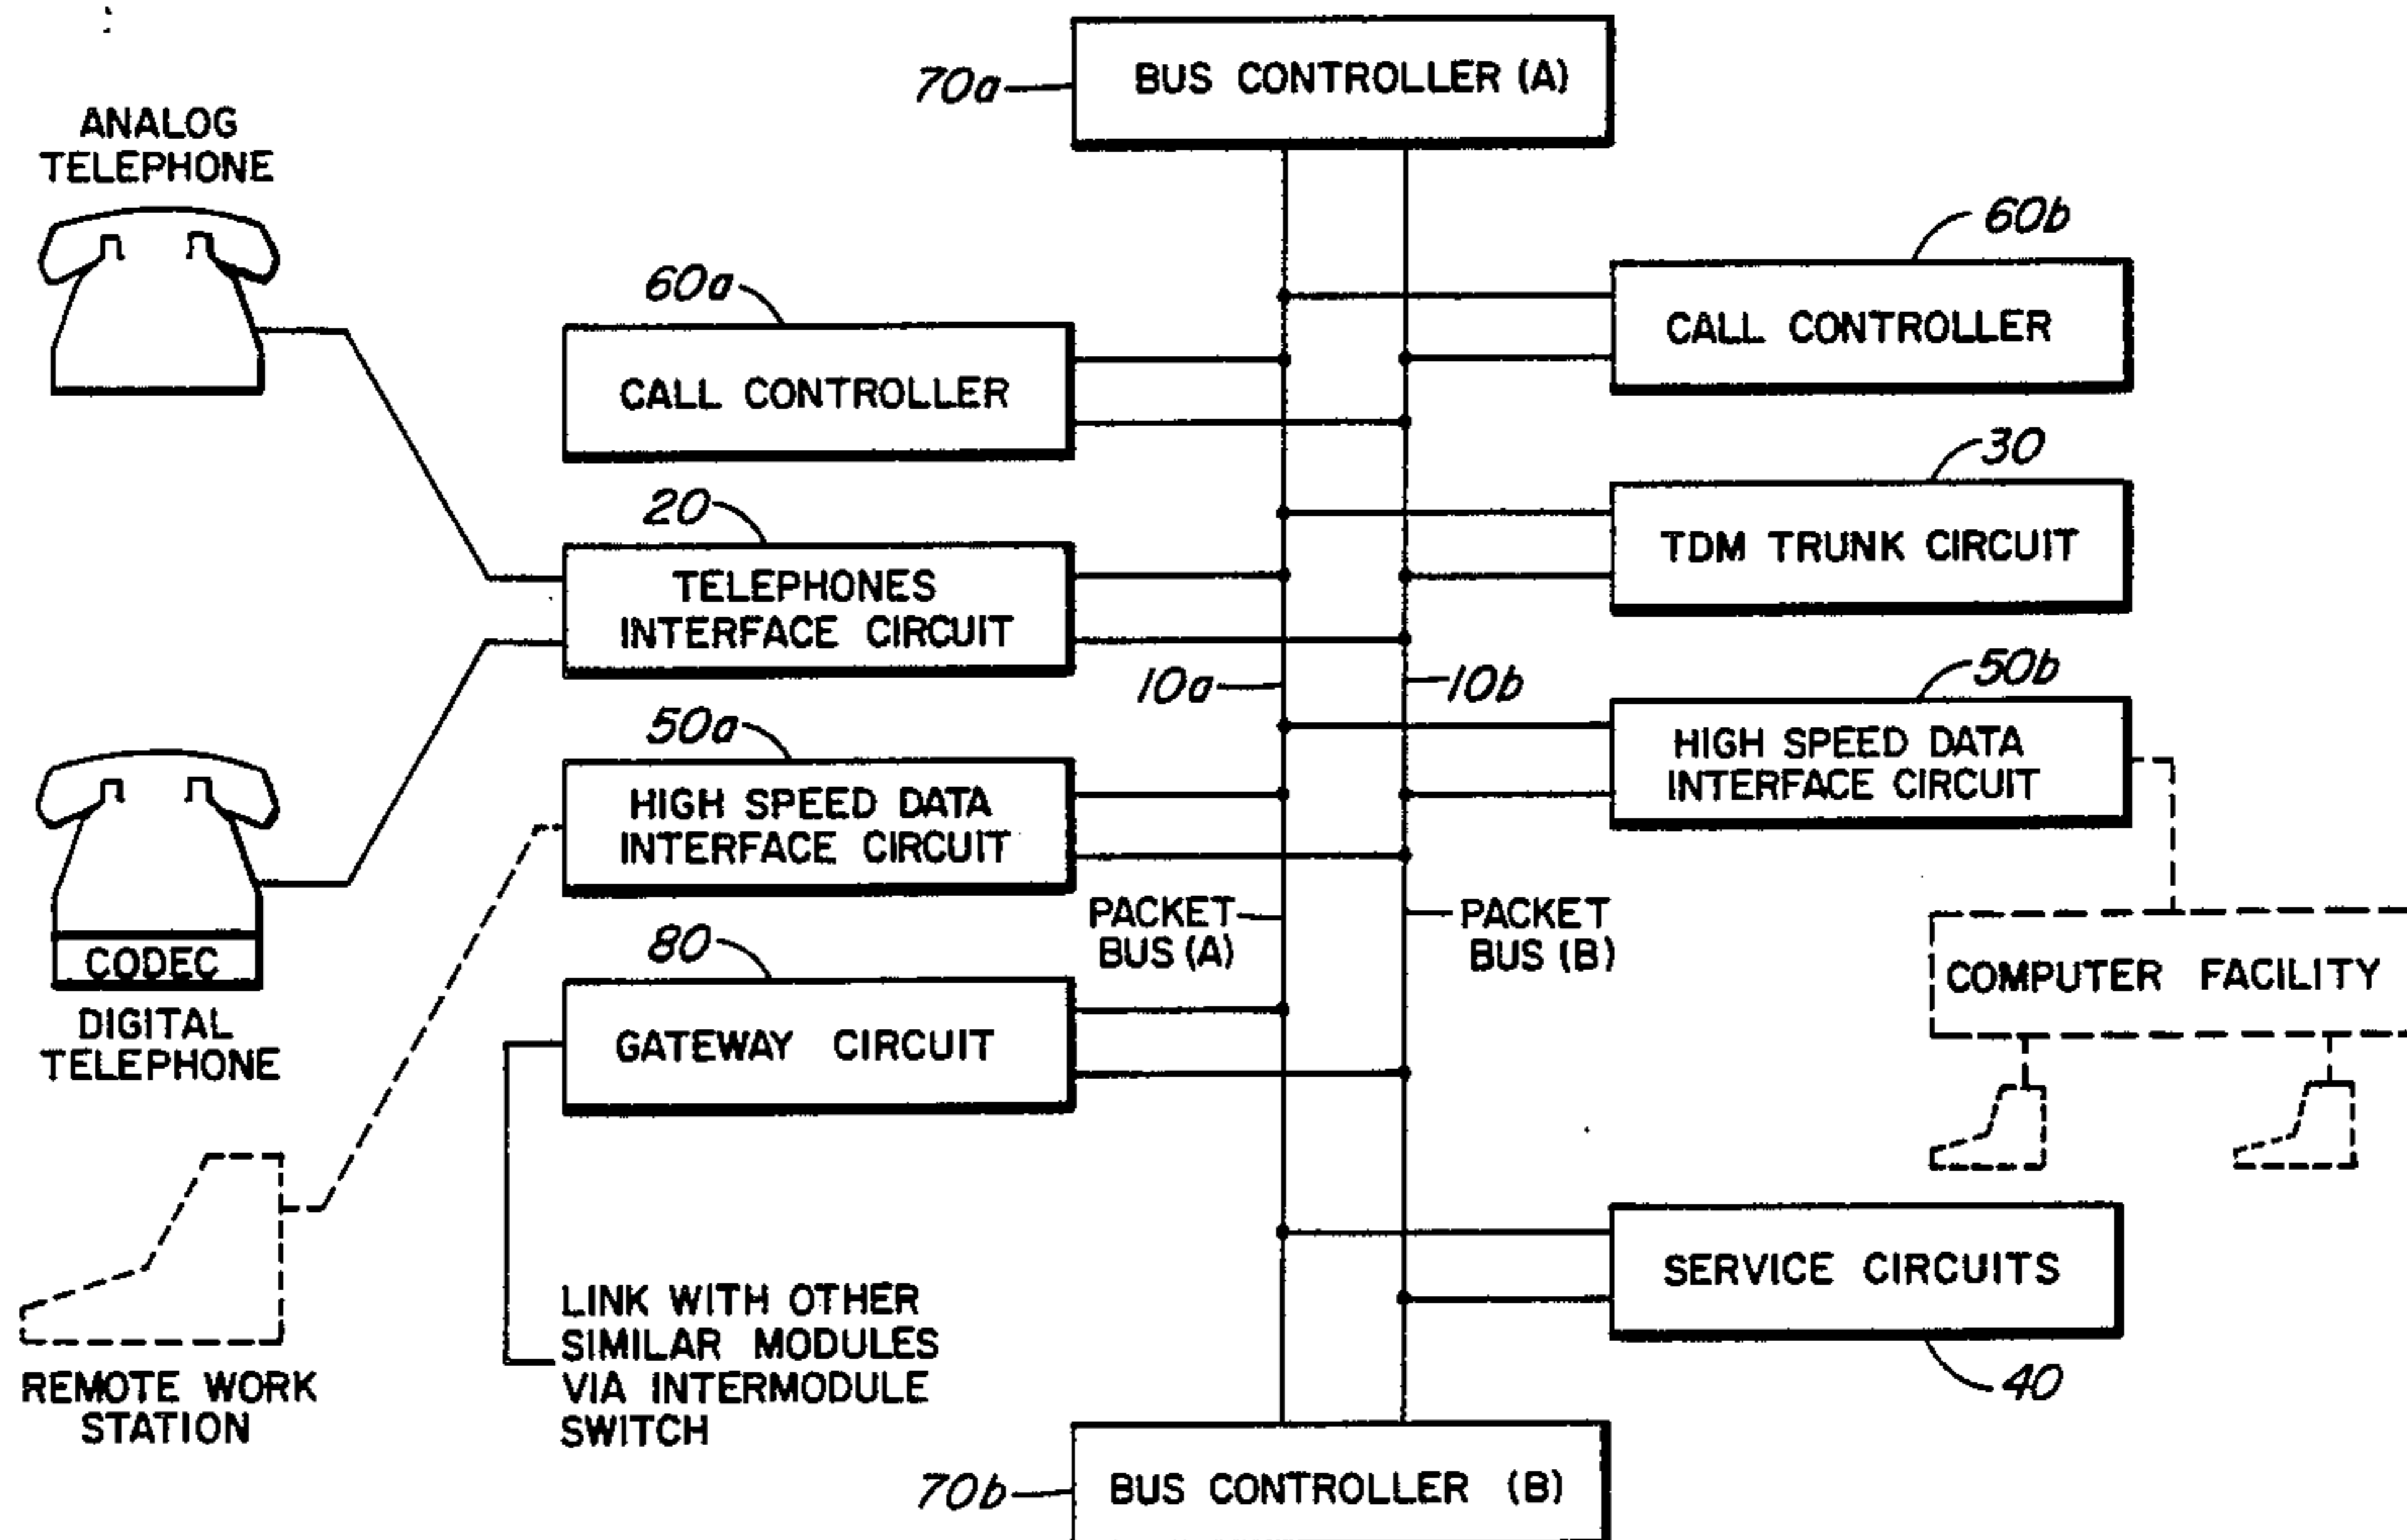 70a
BUS CONTROLLER (A)
ANALOG
TELEPHONE
60b
60a
CALL CONTROLLER
CALL CONTROLLER
30
20
TDM TRUNK CIRCUIT
TELEPHONES
INTERFACE CIRCUIT
10a
10b
50b
50a
HIGH SPEED DATA
INTERFACE CIRCUIT
HIGH SPEED DATA
INTERFACE CIRCUIT
PACKET
BUS (A)
PACKET
BUS (B)
80
CODEC
COMPUTER FACILITY
DIGITAL
TELEPHONE
GATEWAY CIRCUIT
SERVICE CIRCUITS
LINK WITH OTHER
SIMILAR MODULES
VIA INTERMODULE
SWITCH
40
REMOTE WORK
STATION
70b
BUS CONTROLLER (B)